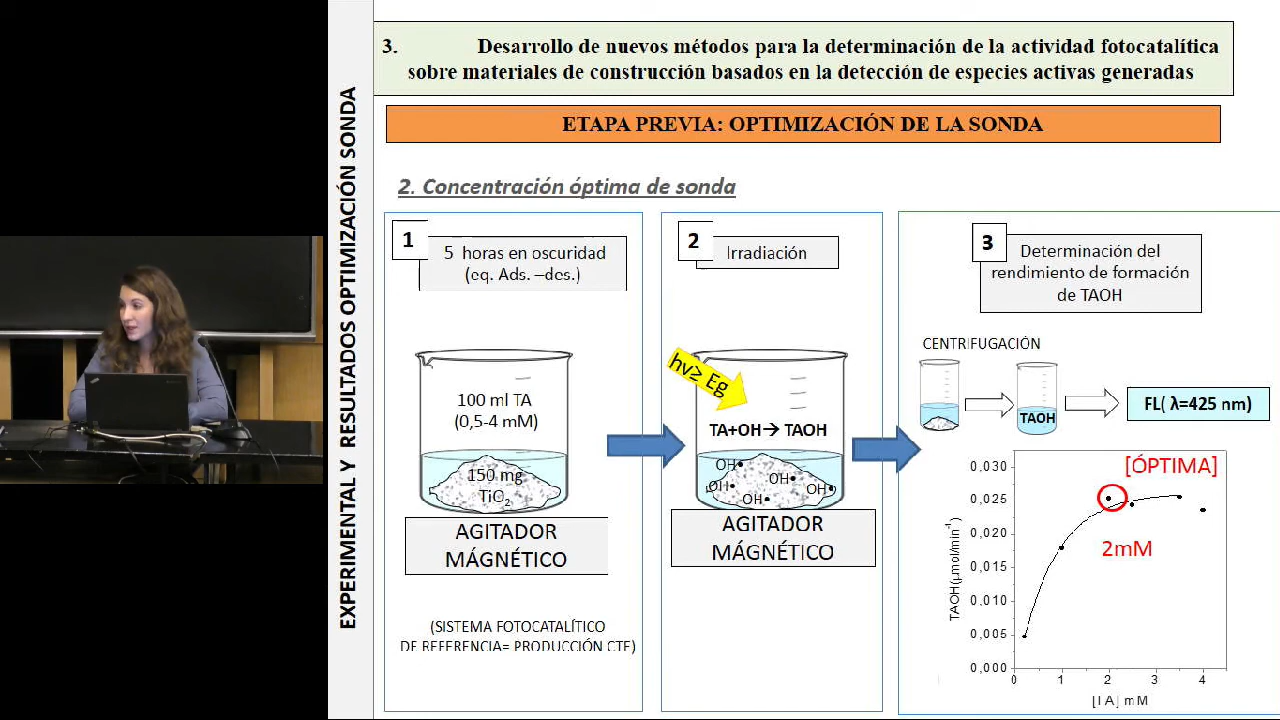 3. Desarrollo de nuevos métodos para la determinación de la actividad fotocatalítica
sobre materiales de construcción basados en la detección de especies activas generadas
ETAPA PREVIA: OPTIMIZACIÓN DE LA SONDA
EXPERIMENTAL Y RESULTADOS OPTIMIZACIÓN SONDA
2. Concentración óptima de sonda
1
5 horas en oscuridad
(eq. Ads. –des.)
100 ml TA
(0,5-4 mM)
150 mg
TiO2
AGITADOR
MÁGNÉTICO
(SISTEMA FOTOCATALÍTICO
DE REFERENCIA= PRODUCCIÓN CTE)
2
Irradiación
hν≥ Eg
TA+OH→ TAOH
OH•
OH•
OH•
OH•
OH•
AGITADOR
MÁGNÉTICO
3
Determinación del
rendimiento de formación
de TAOH
CENTRIFUGACIÓN
TAOH
FL( λ=425 nm)
[ÓPTIMA]
2mM
TAOH(μmol/min⁻¹)
0,030
0,025
0,020
0,015
0,010
0,005
0,000
0 1 2 3 4
[TA] mM